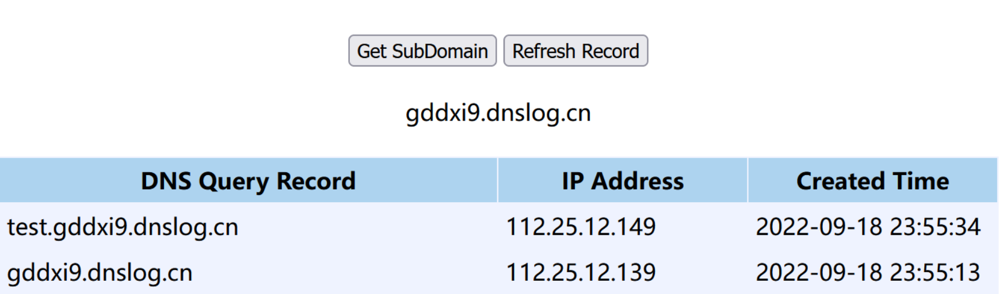 Get SubDomain Refresh Record
gddxi9.dnslog.cn
DNS Query Record IP Address Created Time
test.gddxi9.dnslog.cn 112.25.12.149 2022-09-18 23:55:34
gddxi9.dnslog.cn 112.25.12.139 2022-09-18 23:55:13